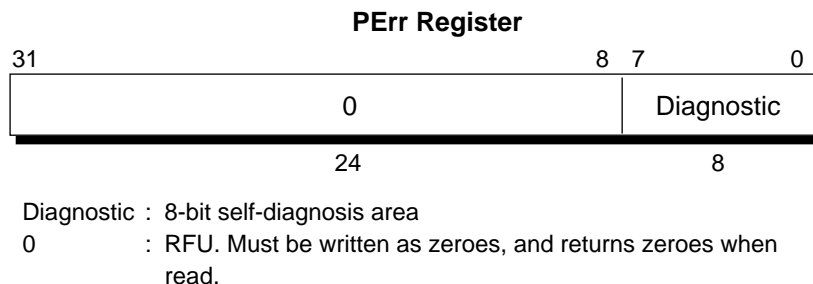 PErr Register
31 8 7 0
0 Diagnostic
24 8
Diagnostic : 8-bit self-diagnosis area
0 : RFU. Must be written as zeroes, and returns zeroes when
read.